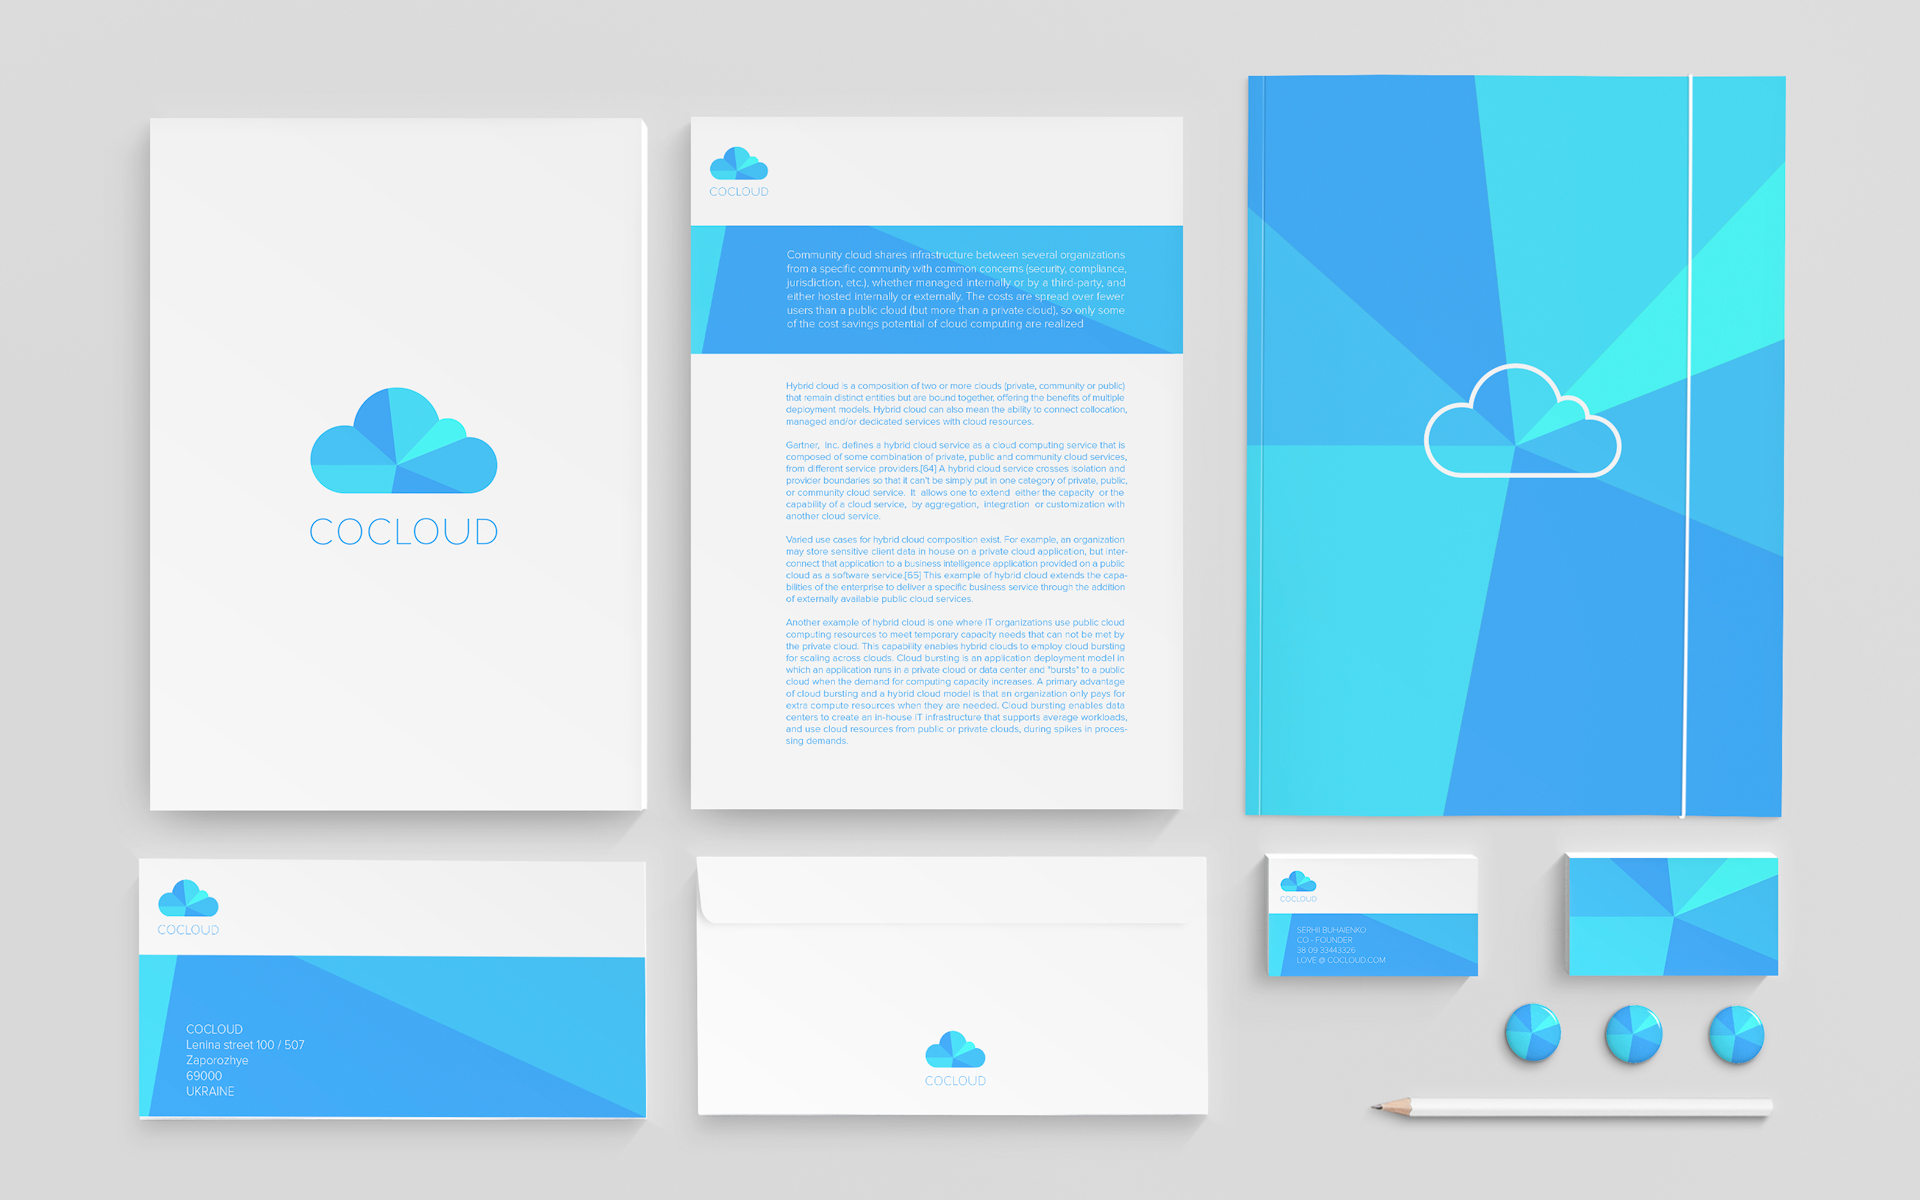 COCLOUD
COCLOUD
Community cloud shares infrastructure between several organizations
from a specific community with common concerns (security, compliance,
jurisdiction, etc.), whether managed internally or by a third-party, and
either hosted internally or externally. The costs are spread over fewer
users than a public cloud (but more than a private cloud), so only some
of the cost savings potential of cloud computing are realized
Hybrid cloud is a composition of two or more clouds (private, community or public)
that remain distinct entities but are bound together, offering the benefits of multiple
deployment models. Hybrid cloud can also mean the ability to connect collocation,
managed and/or dedicated services with cloud resources.
Gartner, Inc. defines a hybrid cloud service as a cloud computing service that is
composed of some combination of private, public and community cloud services,
from different service providers.[64] A hybrid cloud service crosses isolation and
provider boundaries so that it can't be simply put in one category of private, public,
or community cloud service. It allows one to extend either the capacity or the
capability of a cloud service, by aggregation, integration or customization with
another cloud service.
Varied use cases for hybrid cloud composition exist. For example, an organization
may store sensitive client data in house on a private cloud application, but inter-
connect that application to a business intelligence application provided on a public
cloud as a software service.[65] This example of hybrid cloud extends the capa-
bilities of the enterprise to deliver a specific business service through the addition
of externally available public cloud services.
Another example of hybrid cloud is one where IT organizations use public cloud
computing resources to meet temporary capacity needs that can not be met by
the private cloud. This capability enables hybrid clouds to employ cloud bursting
for scaling across clouds. Cloud bursting is an application deployment model in
which an application runs in a private cloud or data center and "bursts" to a public
cloud when the demand for computing capacity increases. A primary advantage
of cloud bursting and a hybrid cloud model is that an organization only pays for
extra compute resources when they are needed. Cloud bursting enables data
centers to create an in-house IT infrastructure that supports average workloads,
and use cloud resources from public or private clouds, during spikes in proces-
sing demands.
COCLOUD
COCLOUD
Lenina street 100 / 507
Zaporozhye
69000
UKRAINE
COCLOUD
COCLOUD
SERHII BUHAIENKO
CO - FOUNDER
38 09 33443326
LOVE @ COCLOUD.COM